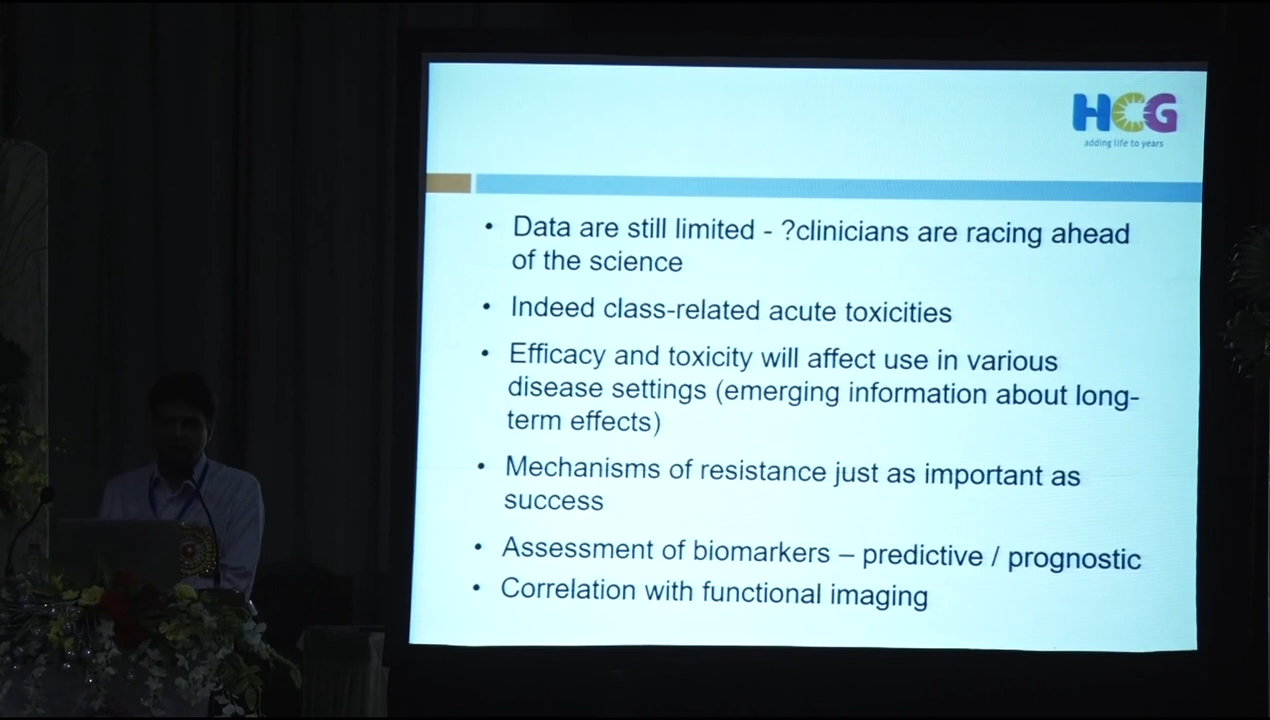 HCG
adding life to years
• Data are still limited - ?clinicians are racing ahead
of the science
• Indeed class-related acute toxicities
• Efficacy and toxicity will affect use in various
disease settings (emerging information about long-
term effects)
• Mechanisms of resistance just as important as
success
• Assessment of biomarkers – predictive / prognostic
• Correlation with functional imaging